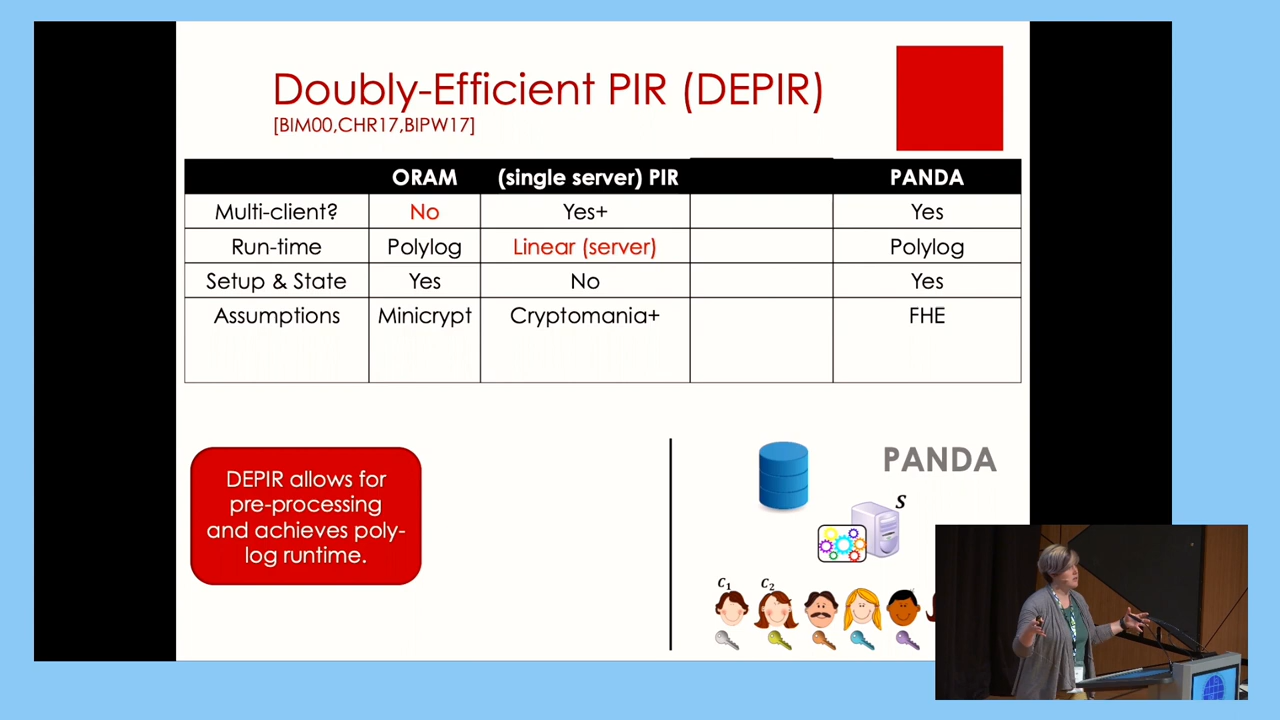 Doubly-Efficient PIR (DEPIR)
[BIM00,CHR17,BIPW17]
ORAM (single server) PIR PANDA
Multi-client? No Yes+ Yes
Run-time Polylog Linear (server) Polylog
Setup & State Yes No Yes
Assumptions Minicrypt Cryptomania+ FHE
DEPIR allows for
pre-processing
and achieves poly-
log runtime.
PANDA
S
C1 C2